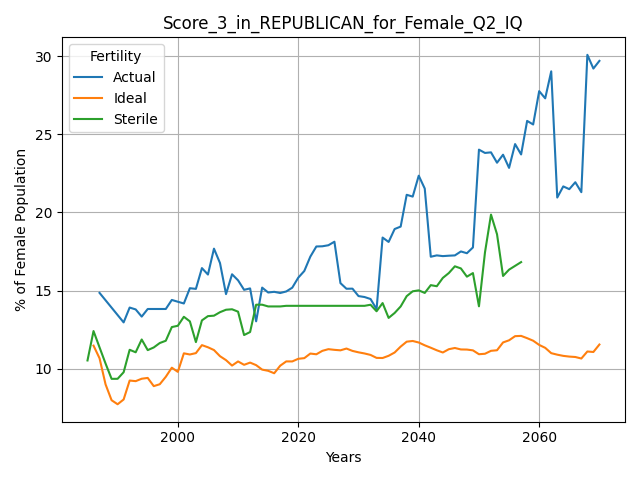 Score_3_in_REPUBLICAN_for_Female_Q2_IQ
Fertility
Actual
Ideal
Sterile
% of Female Population
30
25
20
15
10
2000
2020
2040
2060
Years